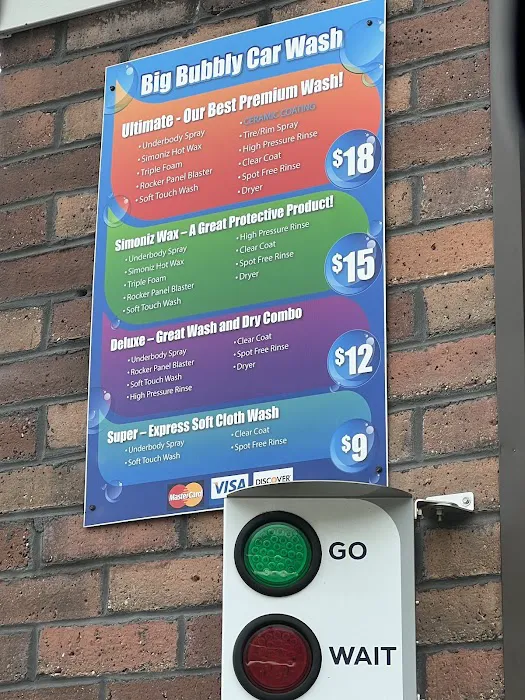 Big Bubbly Car Wash
Ultimate - Our Best Premium Wash!
• Underbody Spray
• Simoniz Hot Wax
• Triple Foam
• Rocker Panel Blaster
• Soft Touch Wash
• CERAMIC COATING
• Tire/Rim Spray
• High Pressure Rinse
• Clear Coat
• Spot Free Rinse
• Dryer
$18
Simoniz Wax – A Great Protective Product!
• Underbody Spray
• Simoniz Hot Wax
• Triple Foam
• Rocker Panel Blaster
• Soft Touch Wash
• High Pressure Rinse
• Clear Coat
• Spot Free Rinse
• Dryer
$15
Deluxe – Great Wash and Dry Combo
• Underbody Spray
• Rocker Panel Blaster
• Soft Touch Wash
• High Pressure Rinse
• Clear Coat
• Spot Free Rinse
• Dryer
$12
Super – Express Soft Cloth Wash
• Underbody Spray
• Soft Touch Wash
• Clear Coat
• Spot Free Rinse
$9
MasterCard
VISA
DISCOVER
GO
WAIT